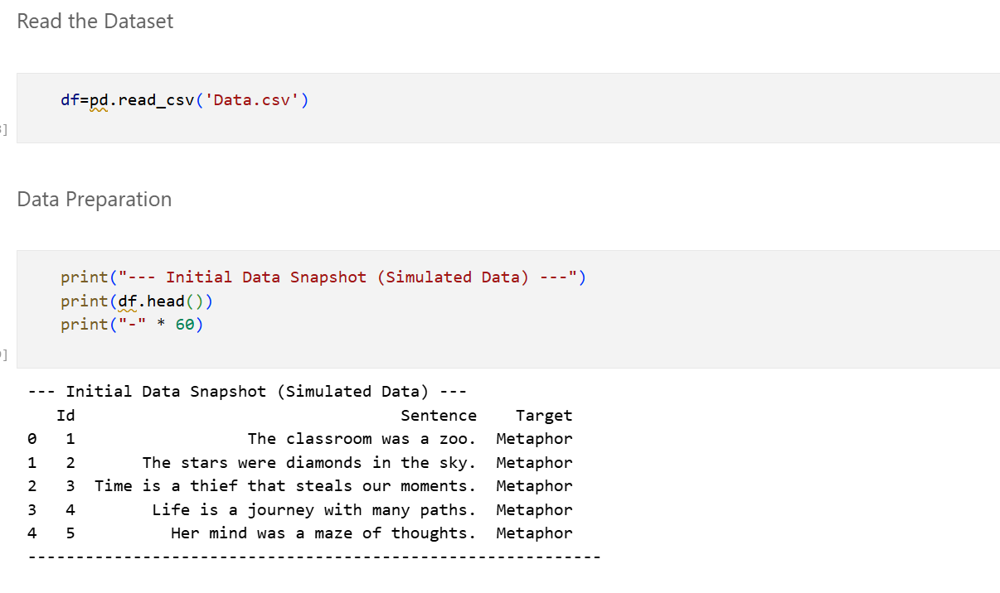 Read the Dataset
df=pd.read_csv('Data.csv')
]
Data Preparation
print("--- Initial Data Snapshot (Simulated Data) ---")
print(df.head())
print("-" * 60)
]
--- Initial Data Snapshot (Simulated Data) ---
Id Sentence Target
0 1 The classroom was a zoo. Metaphor
1 2 The stars were diamonds in the sky. Metaphor
2 3 Time is a thief that steals our moments. Metaphor
3 4 Life is a journey with many paths. Metaphor
4 5 Her mind was a maze of thoughts. Metaphor
------------------------------------------------------------